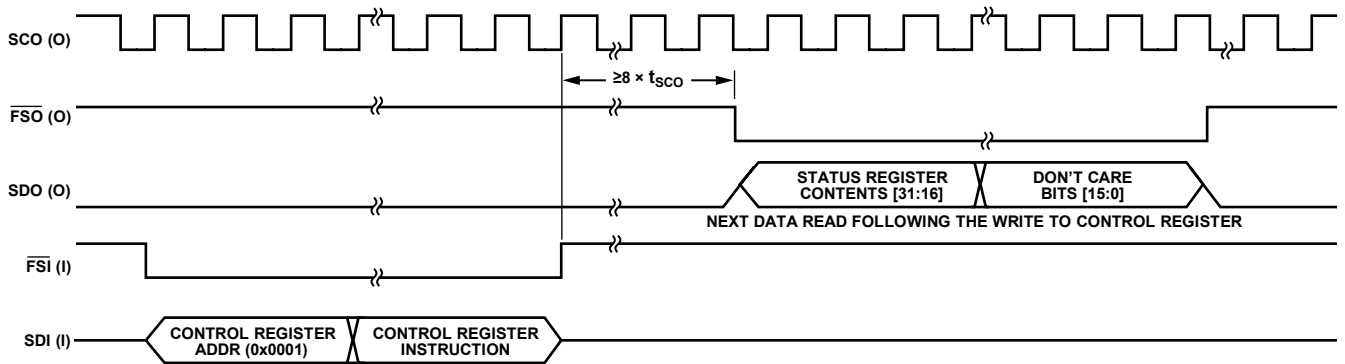 SCO (O)
≥8 × tSCO
FSO (O)
SDO (O)
STATUS REGISTER
CONTENTS [31:16]
DON'T CARE
BITS [15:0]
NEXT DATA READ FOLLOWING THE WRITE TO CONTROL REGISTER
FSI (I)
SDI (I)
CONTROL REGISTER
ADDR (0x0001)
CONTROL REGISTER
INSTRUCTION